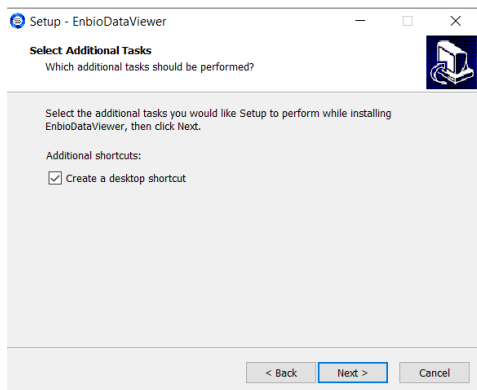 Setup - EnbioDataViewer
Select Additional Tasks
Which additional tasks should be performed?
Select the additional tasks you would like Setup to perform while installing
EnbioDataViewer, then click Next.
Additional shortcuts:
Create a desktop shortcut
< Back
Next >
Cancel